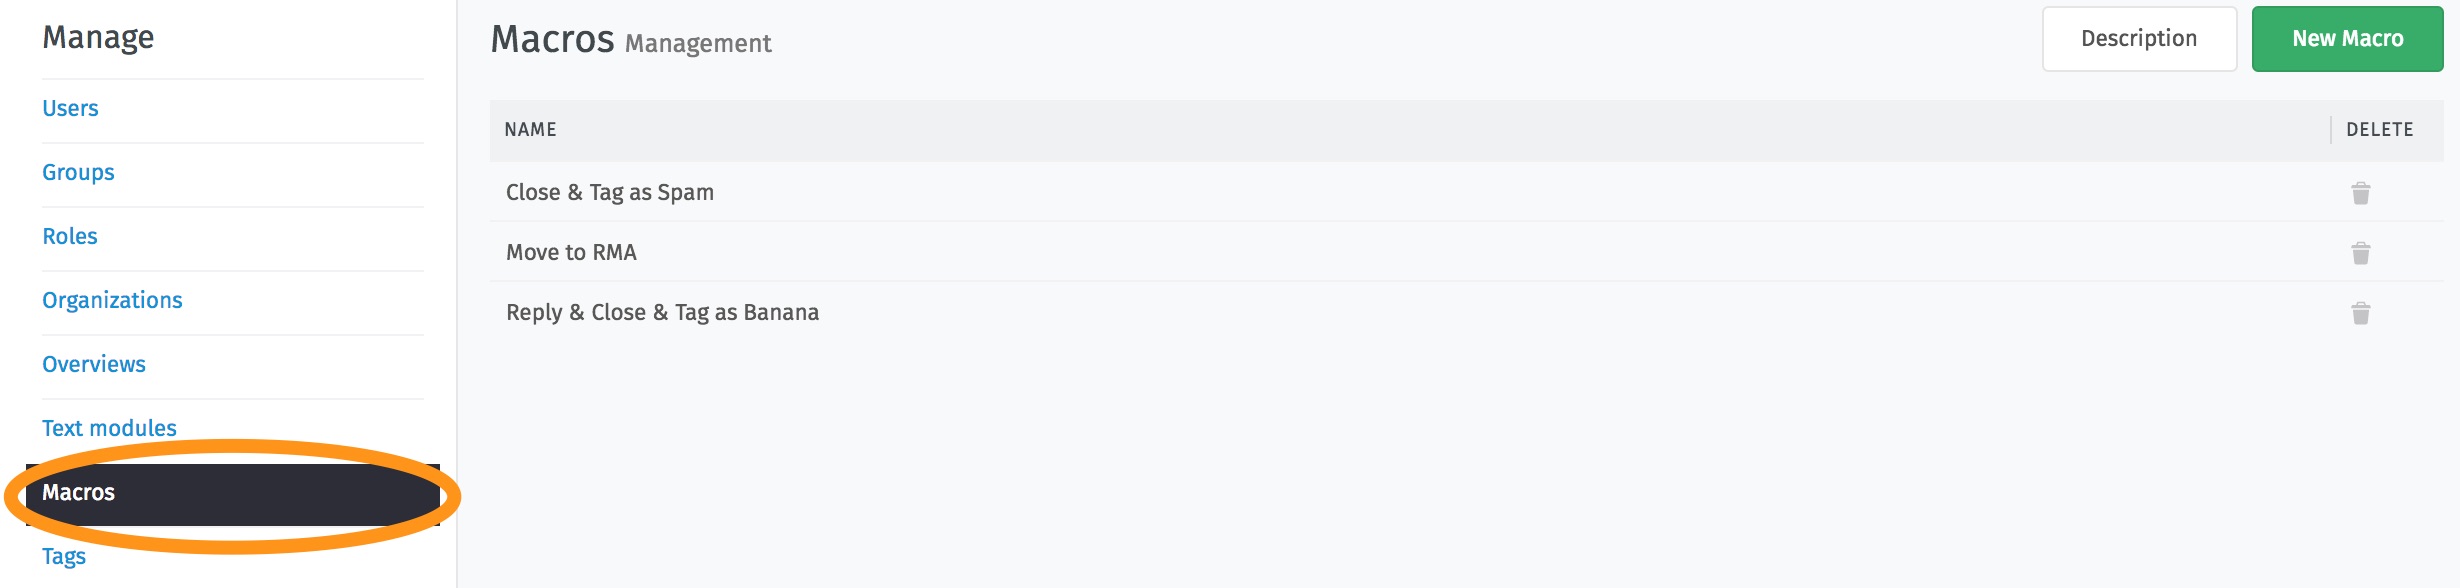 Manage
Users
Groups
Roles
Organizations
Overviews
Text modules
Macros
Tags
Macros Management
Description
New Macro
NAME
DELETE
Close & Tag as Spam
Move to RMA
Reply & Close & Tag as Banana